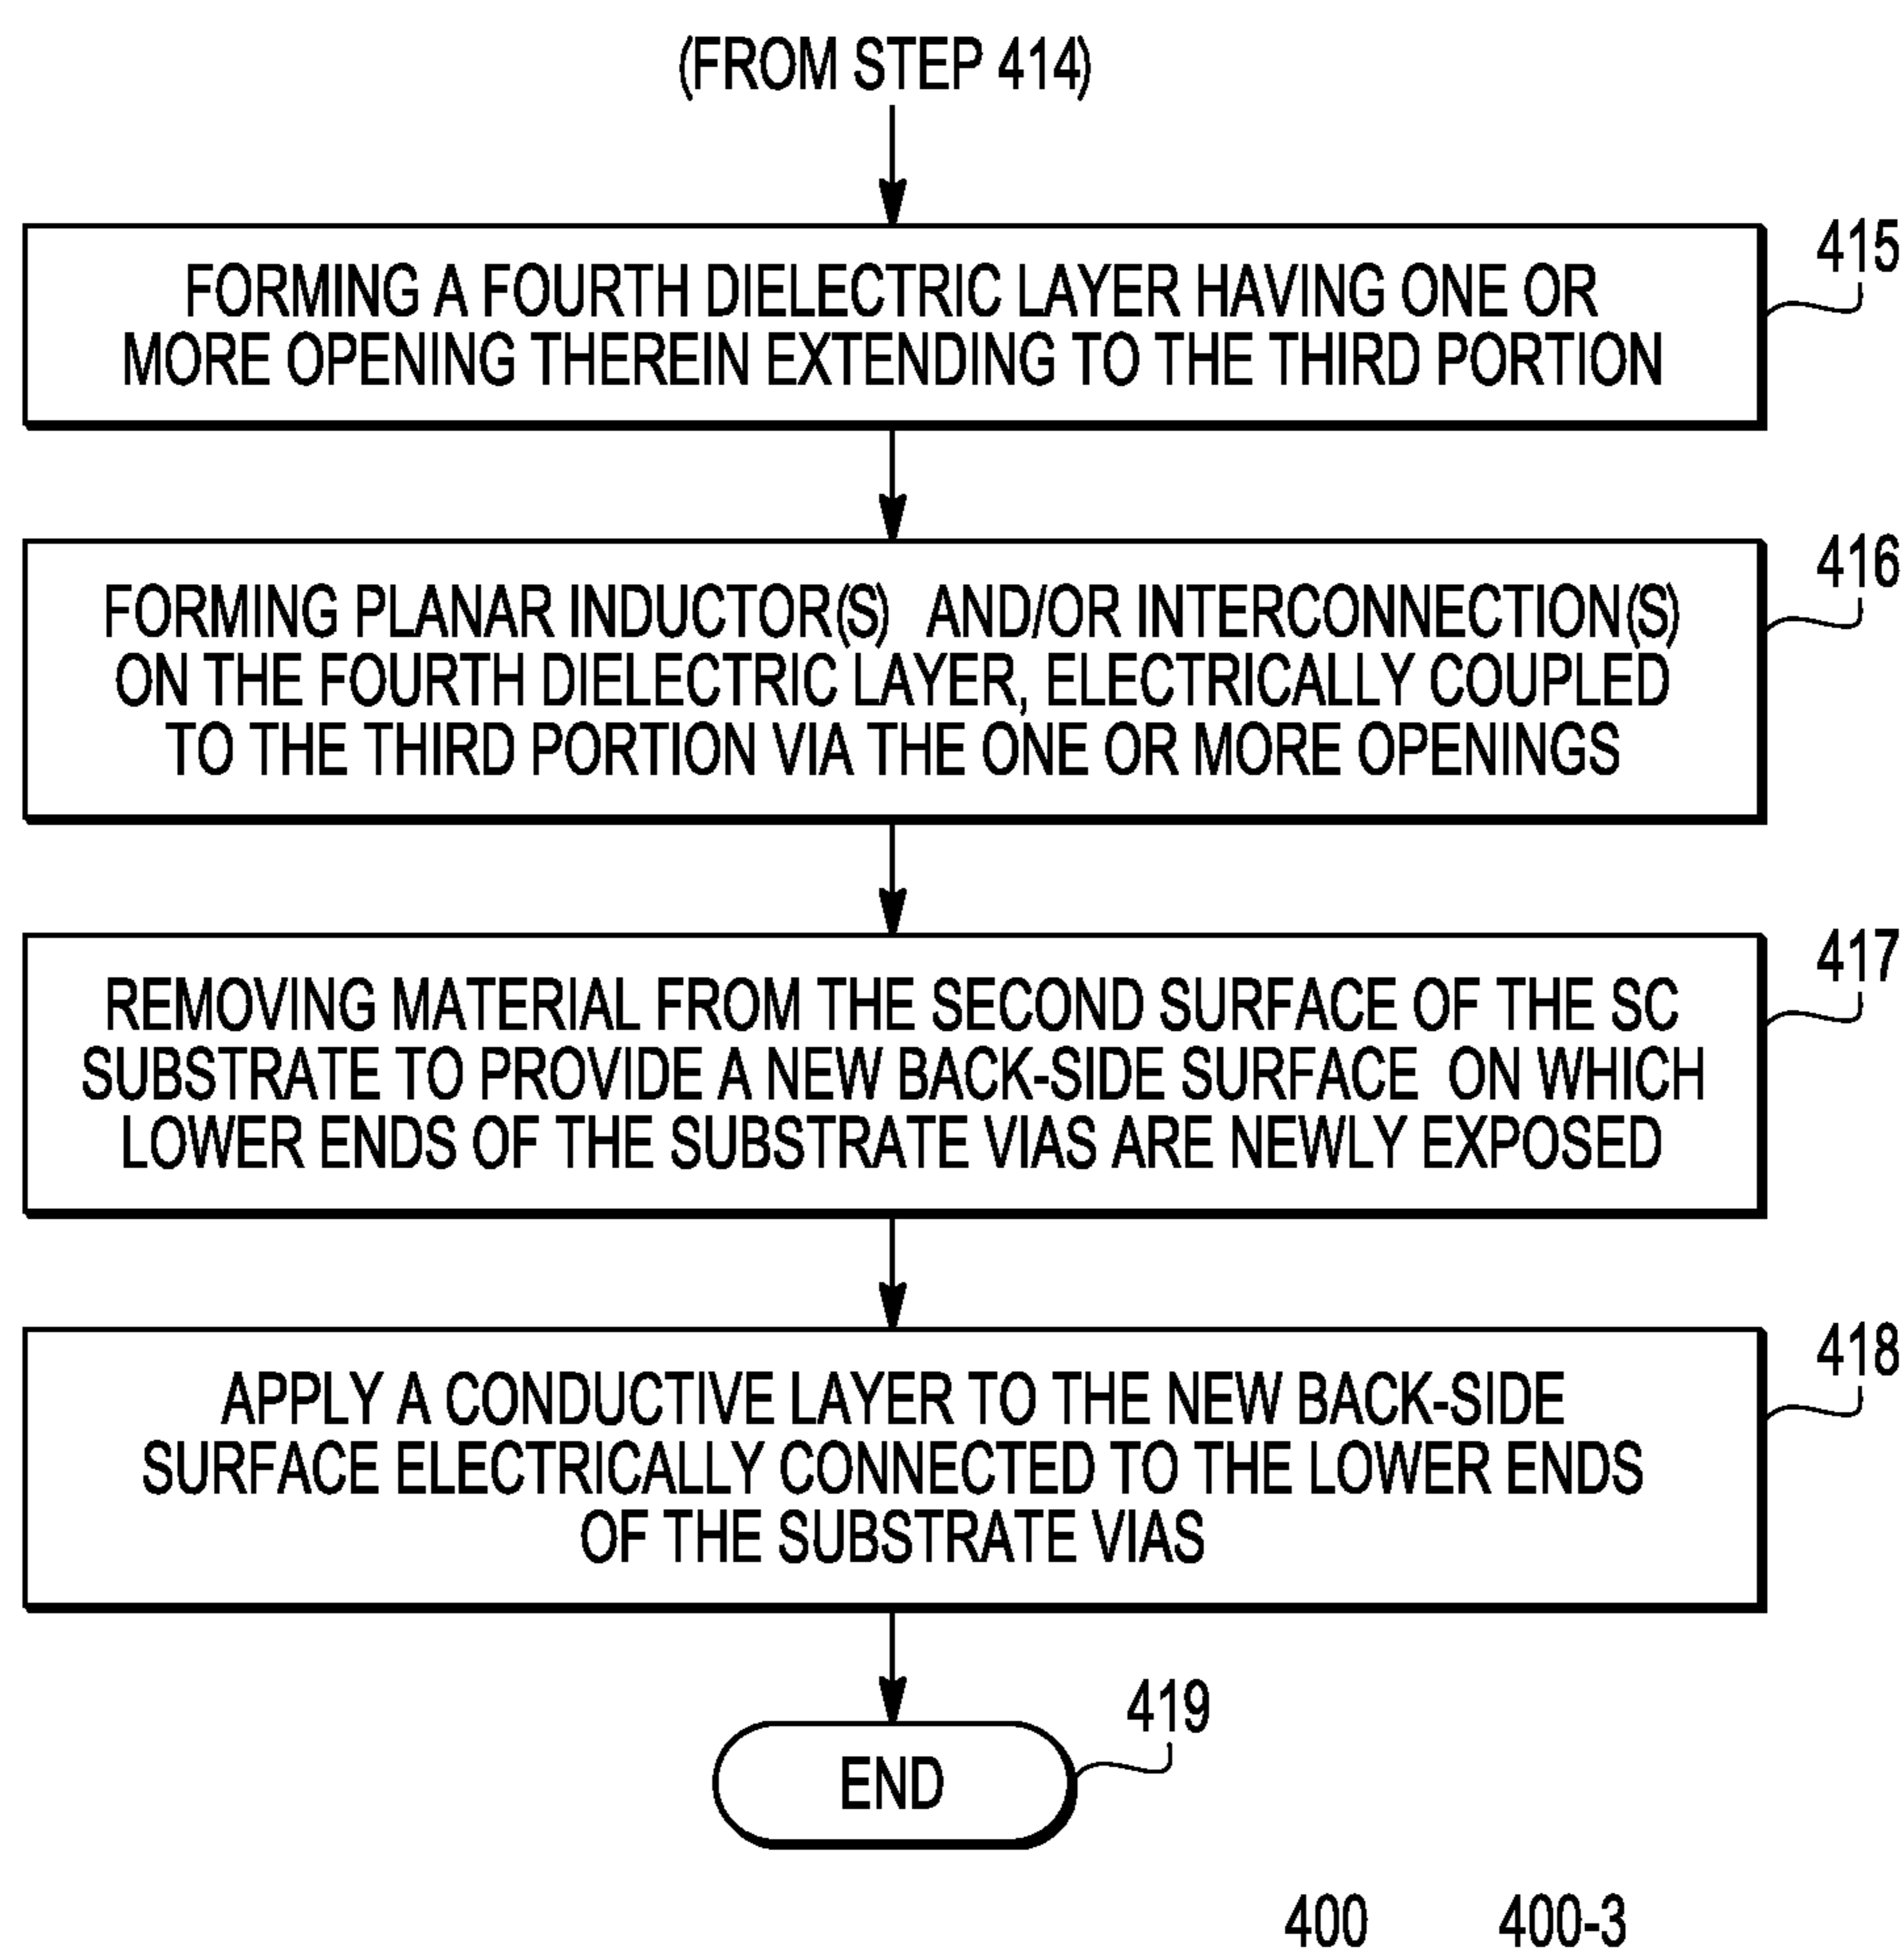 (FROM STEP 414)
415
FORMING A FOURTH DIELECTRIC LAYER HAVING ONE OR
MORE OPENING THEREIN EXTENDING TO THE THIRD PORTION
416
FORMING PLANAR INDUCTOR(S) AND/OR INTERCONNECTION(S)
ON THE FOURTH DIELECTRIC LAYER, ELECTRICALLY COUPLED
TO THE THIRD PORTION VIA THE ONE OR MORE OPENINGS
417
REMOVING MATERIAL FROM THE SECOND SURFACE OF THE SC
SUBSTRATE TO PROVIDE A NEW BACK-SIDE SURFACE ON WHICH
LOWER ENDS OF THE SUBSTRATE VIAS ARE NEWLY EXPOSED
418
APPLY A CONDUCTIVE LAYER TO THE NEW BACK-SIDE
SURFACE ELECTRICALLY CONNECTED TO THE LOWER ENDS
OF THE SUBSTRATE VIAS
419
END
400 400-3